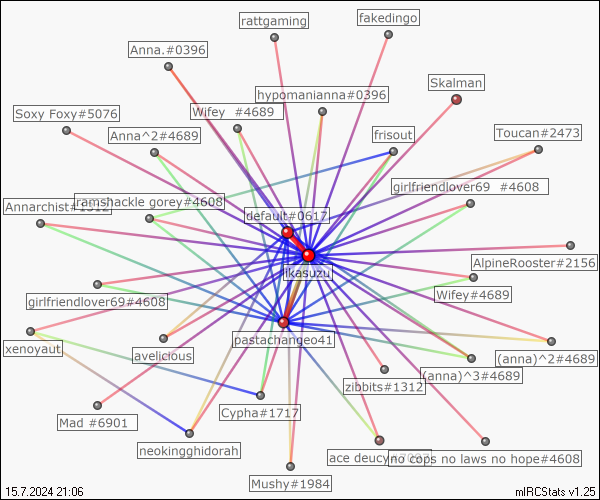 rattgaming
fakedingo
Anna.#0396
hypomanianna#0396
Skalman
Soxy Foxy#5076
Wifey #4689
Anna^2#4689
frisout
Toucan#2473
girlfriendlover69 #4608
ramshackle gorey#4608
Annarchist#1312
default#0617
ikasuzu
AlpineRooster#2156
girlfriendlover69#4608
Wifey#4689
pastachangeo41
xenoyaut
avelicious
(anna)^2#4689
(anna)^3#4689
zibbits#1312
Mad #6901
Cypha#1717
neokingghidorah
ace deucy
no cops no laws no hope#4608
Mushy#1984
15.7.2024 21:06
mIRCStats v1.25